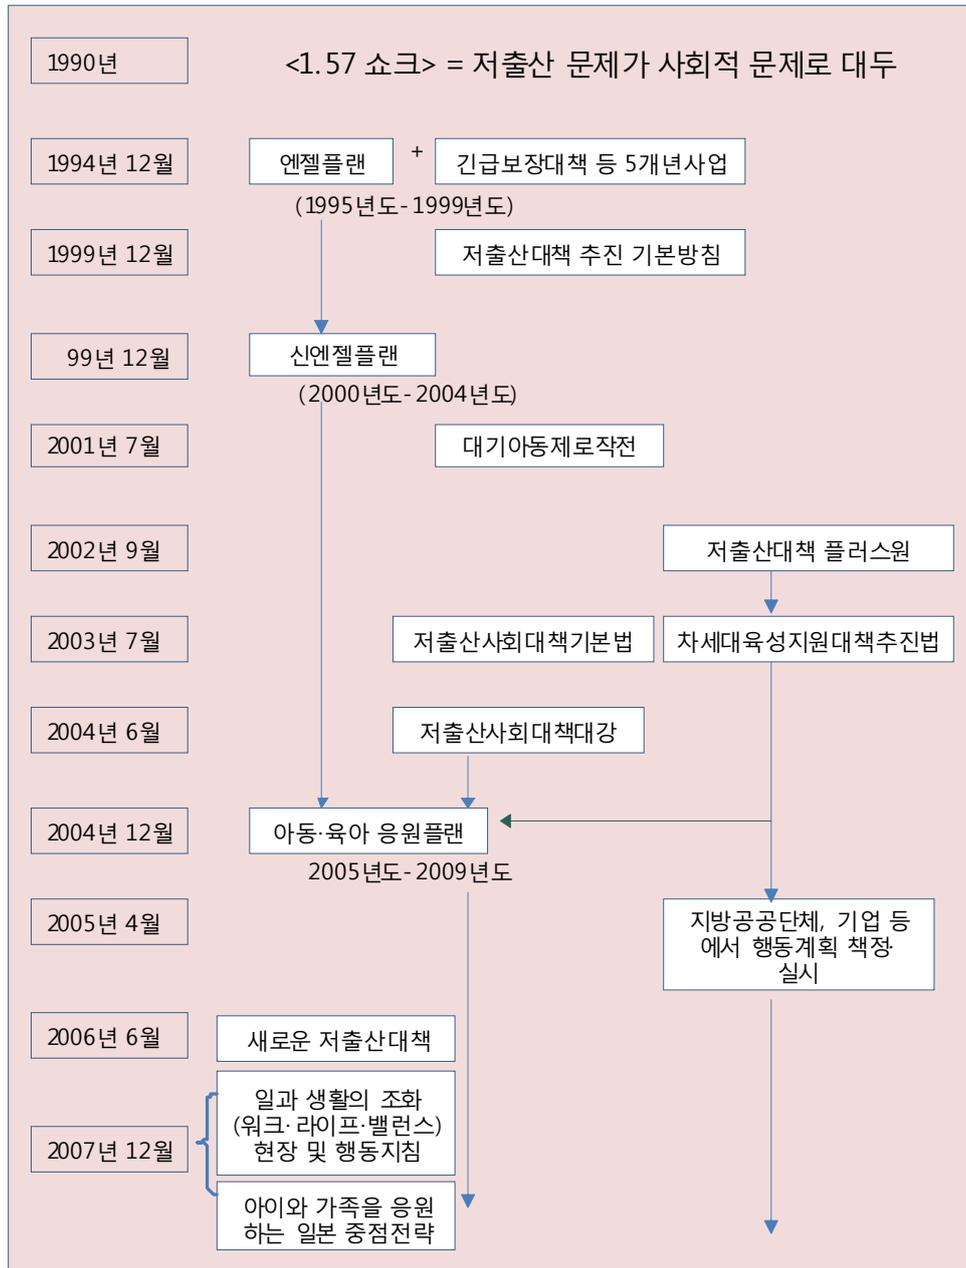 1990년
<1.57 쇼크> = 저출산 문제가 사회적 문제로 대두
1994년 12월
엔젤플랜
+
긴급보장대책 등 5개년사업
(1995년도-1999년도)
1999년 12월
저출산대책 추진 기본방침
99년 12월
신엔젤플랜
(2000년도-2004년도)
2001년 7월
대기아동제로작전
2002년 9월
저출산대책 플러스원
2003년 7월
저출산사회대책기본법
차세대육성지원대책추진법
2004년 6월
저출산사회대책대강
2004년 12월
아동·육아 응원플랜
2005년도-2009년도
2005년 4월
지방공공단체, 기업 등
에서 행동계획 책정·
실시
2006년 6월
새로운 저출산대책
2007년 12월
일과 생활의 조화
(워크·라이프·밸런스)
현장 및 행동지침
아이와 가족을 응원
하는 일본 중점전략